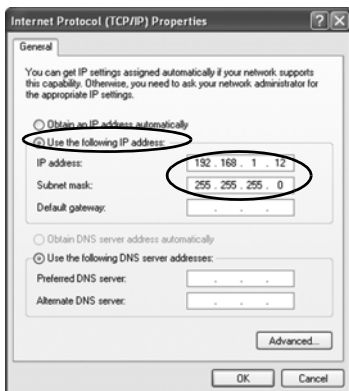 Internet Protocol (TCP/IP) Properties
General
You can get IP settings assigned automatically if your network supports
this capability. Otherwise, you need to ask your network administrator for
the appropriate IP settings.
Obtain an IP address automatically
Use the following IP address:
IP address: 192 . 168 . 1 . 12
Subnet mask: 255 . 255 . 255 . 0
Default gateway: . . .
Obtain DNS server address automatically
Use the following DNS server addresses:
Preferred DNS server: . . .
Alternate DNS server: . . .
Advanced...
OK Cancel